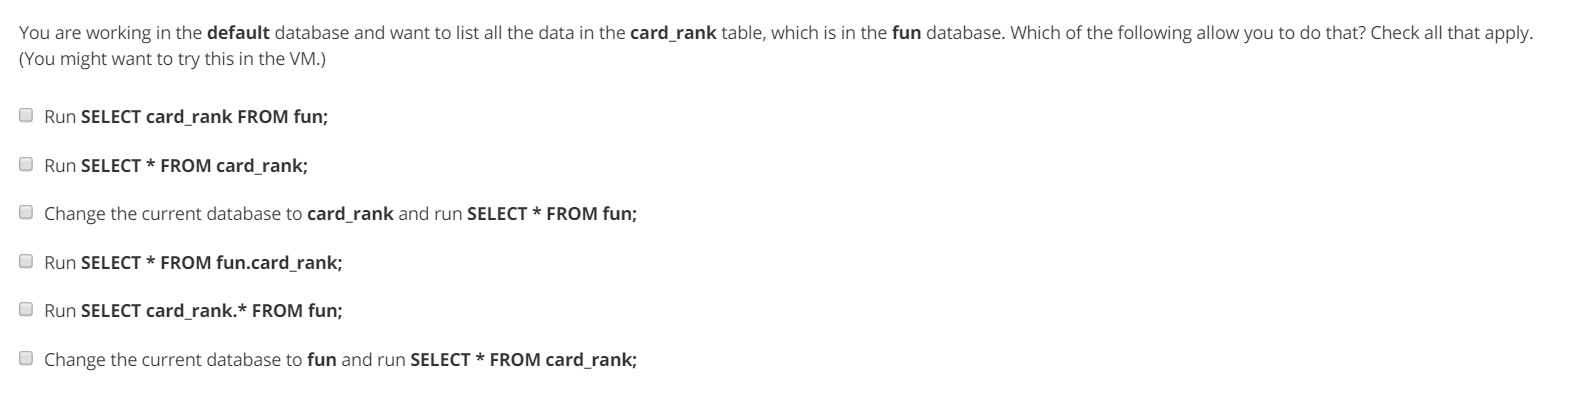 You are working in the default database and want to list all the data in the card_rank table, which is in the fun database. Which of the following allow you to do that? Check all that apply.
(You might want to try this in the VM.)
Run SELECT card_rank FROM fun;
Run SELECT * FROM card_rank;
Change the current database to card_rank and run SELECT * FROM fun;
Run SELECT * FROM fun.card_rank;
Run SELECT card_rank.* FROM fun;
Change the current database to fun and run SELECT * FROM card_rank;